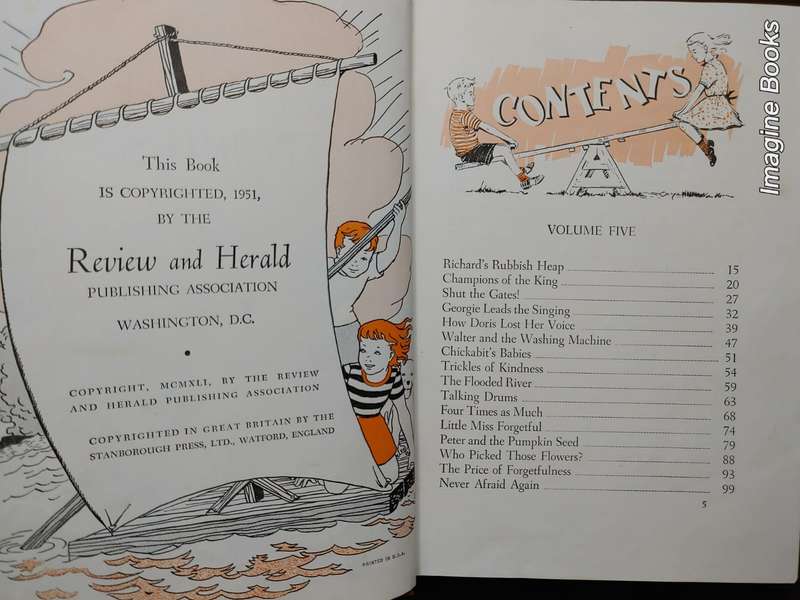 This Book
IS COPYRIGHTED, 1951,
BY THE
Review and Herald
PUBLISHING ASSOCIATION
WASHINGTON, D.C.
•
COPYRIGHT, MCMXLI, BY THE REVIEW
AND HERALD PUBLISHING ASSOCIATION
COPYRIGHTED IN GREAT BRITAIN BY THE
STANBOROUGH PRESS, LTD., WATFORD, ENGLAND
PRINTED IN U.S.A.
CONTENTS
VOLUME FIVE
Richard's Rubbish Heap 15
Champions of the King 20
Shut the Gates! 27
Georgie Leads the Singing 32
How Doris Lost Her Voice 39
Walter and the Washing Machine 47
Chickabit's Babies 51
Trickles of Kindness 54
The Flooded River 59
Talking Drums 63
Four Times as Much 68
Little Miss Forgetful 74
Peter and the Pumpkin Seed 79
Who Picked Those Flowers? 88
The Price of Forgetfulness 93
Never Afraid Again 99
5
Imagine Books